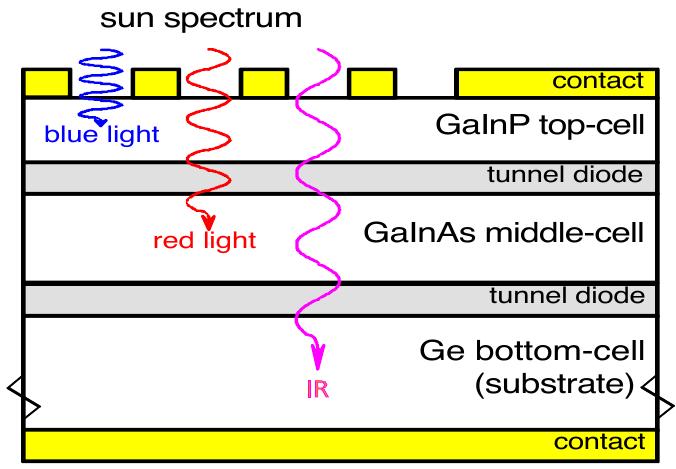 sun spectrum
contact
blue light
GaInP top-cell
tunnel diode
red light
GaInAs middle-cell
tunnel diode
Ge bottom-cell
(substrate)
IR
contact